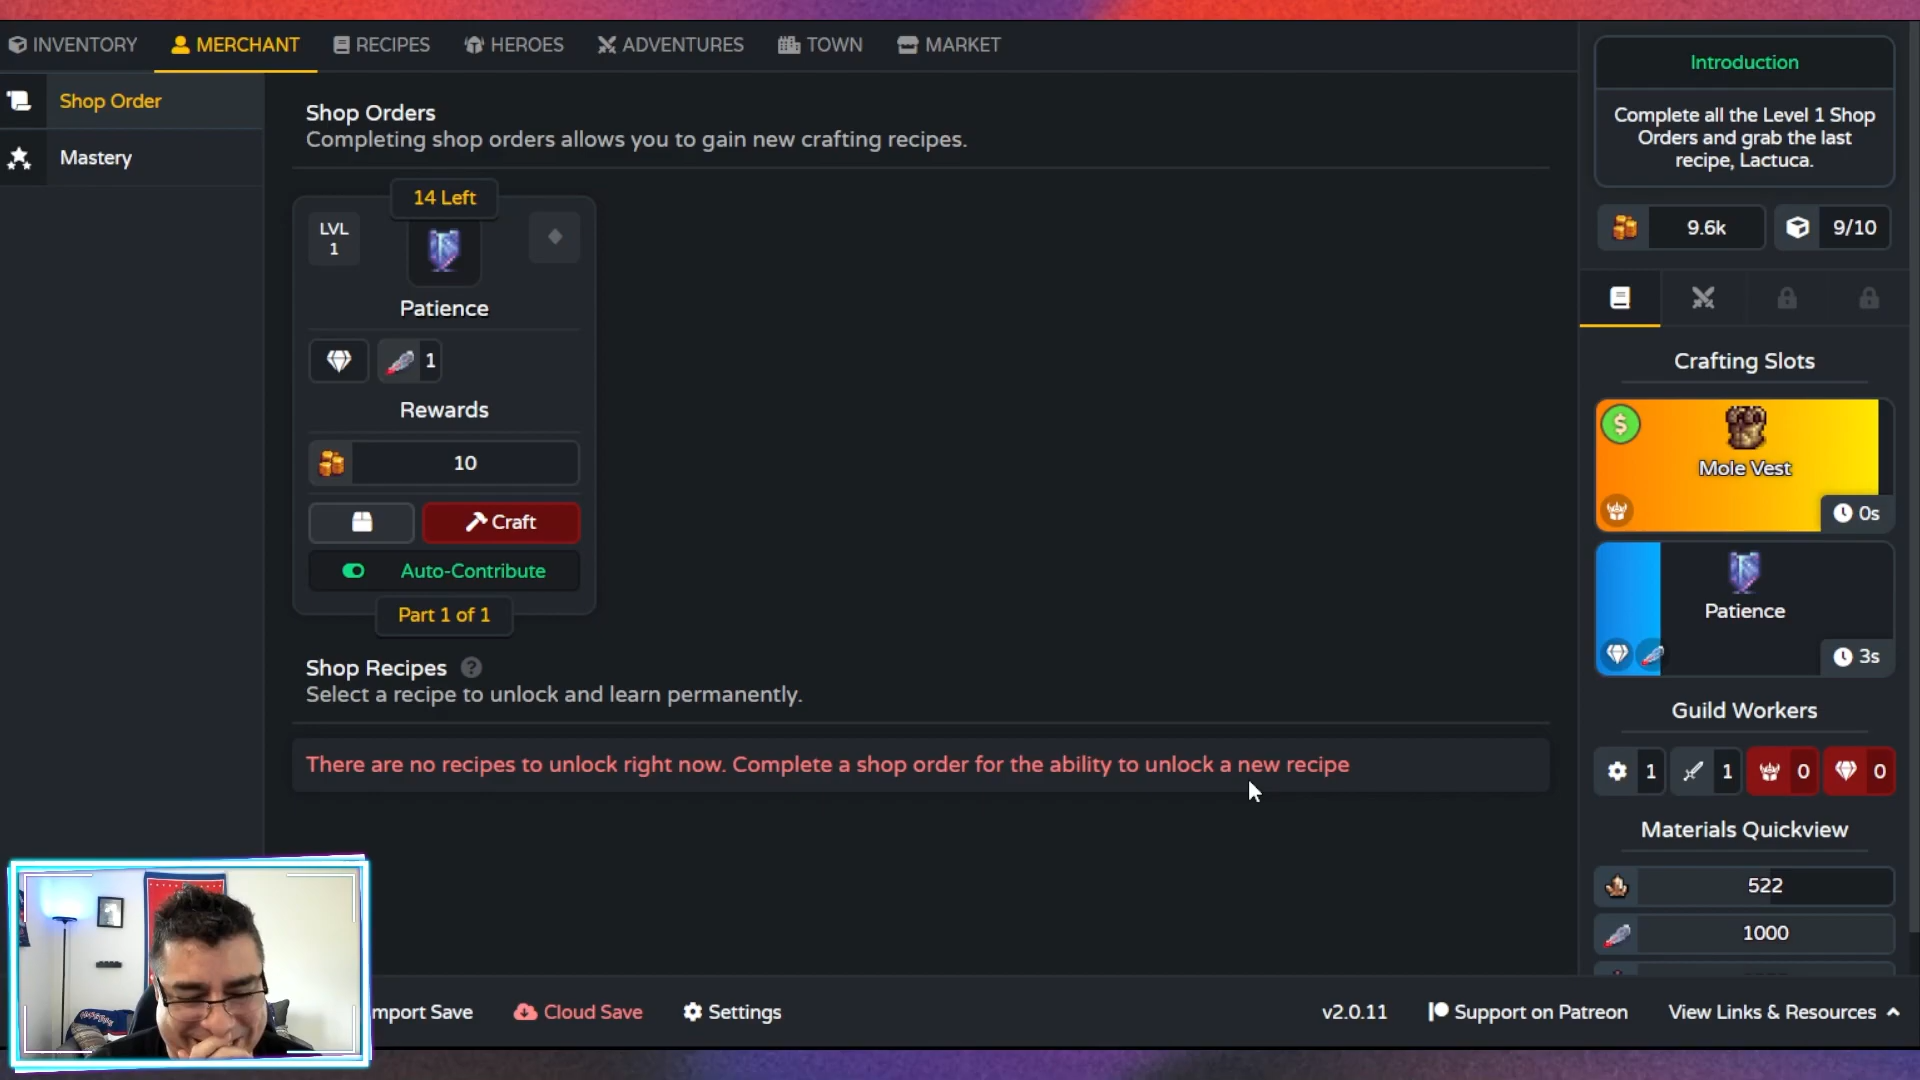 INVENTORY
MERCHANT
RECIPES
HEROES
ADVENTURES
TOWN
MARKET
Shop Order
Mastery
Shop Orders
Completing shop orders allows you to gain new crafting recipes.
14 Left
LVL
1
Patience
1
Rewards
10
Craft
Auto-Contribute
Part 1 of 1
Shop Recipes
Select a recipe to unlock and learn permanently.
There are no recipes to unlock right now. Complete a shop order for the ability to unlock a new recipe
Introduction
Complete all the Level 1 Shop
Orders and grab the last
recipe, Lactuca.
9.6k
9/10
Crafting Slots
Mole Vest
0s
Patience
3s
Guild Workers
1
1
0
0
Materials Quickview
522
1000
mport Save
Cloud Save
Settings
v2.0.11
Support on Patreon
View Links & Resources